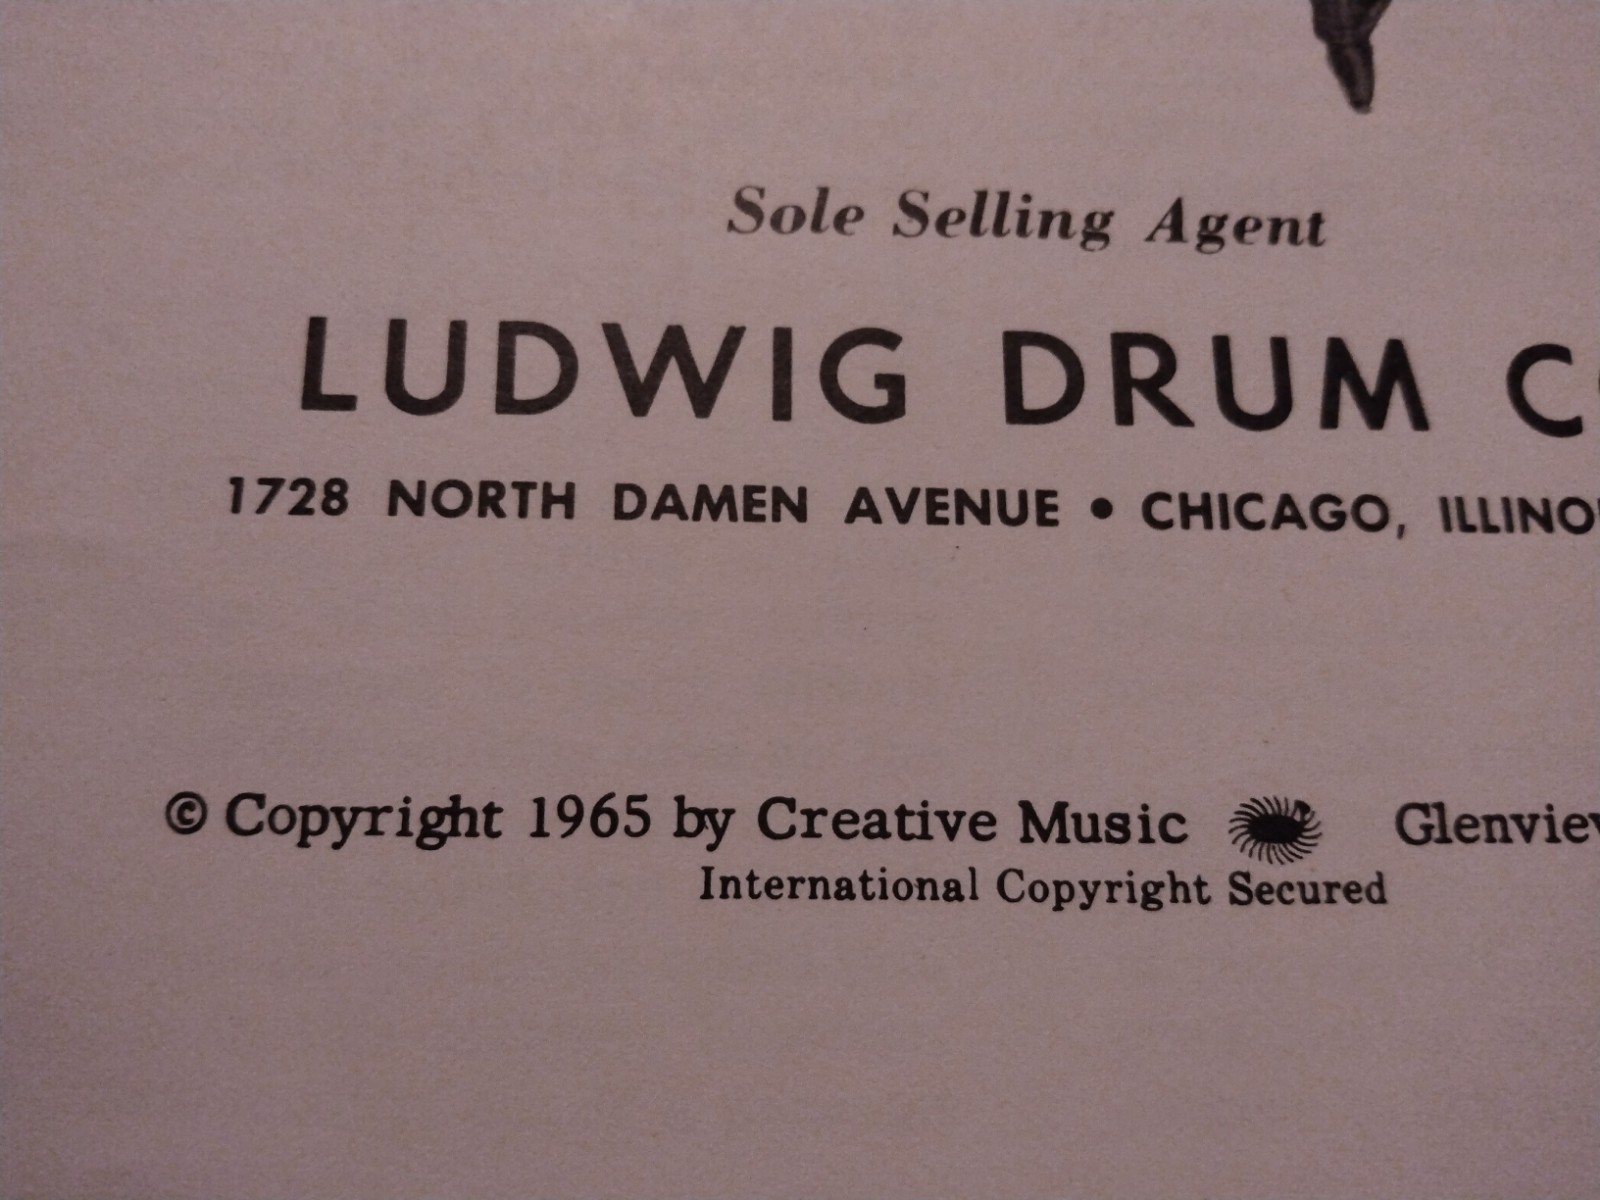 Sole Selling Agent
LUDWIG DRUM
1728 NORTH DAMEN AVENUE • CHICAGO,
© Copyright 1965 by Creative Music
International Copyright Secured